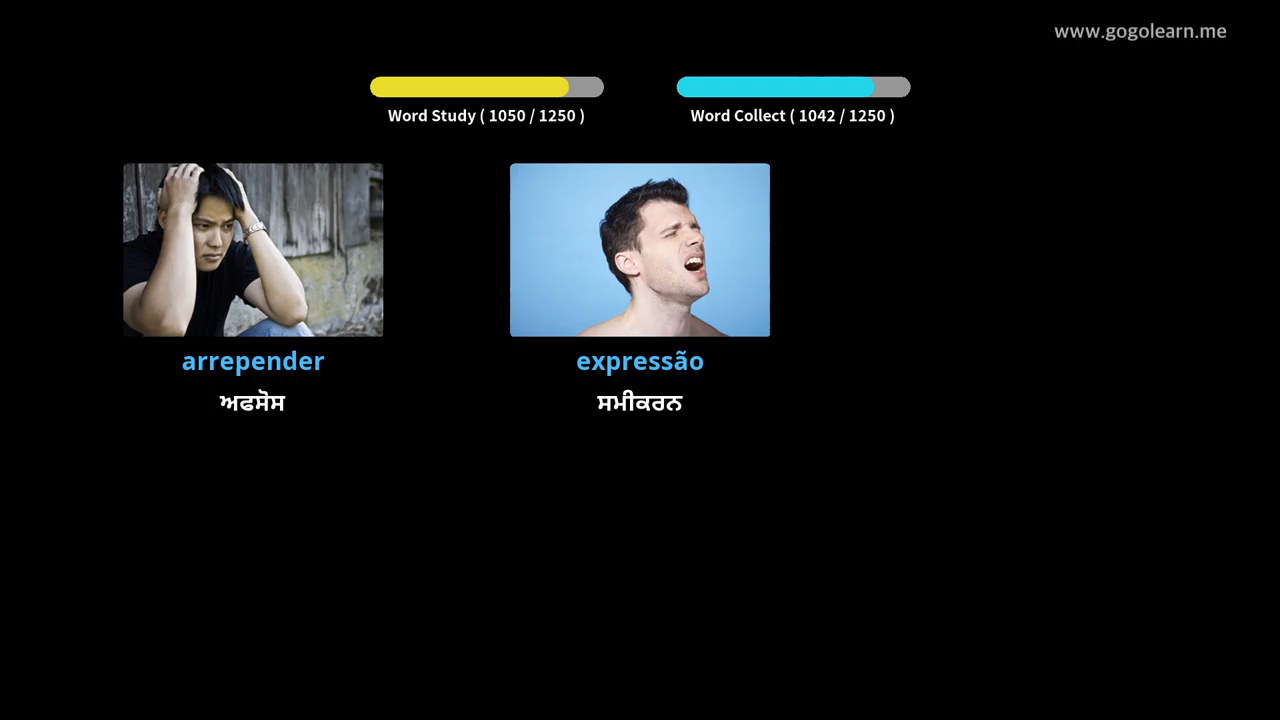 www.gogolearn.me
Word Study ( 1050 / 1250 )
Word Collect ( 1042 / 1250 )
arrepender
expressão
ਅਫਸੋਸ
ਸਮੀਕਰਨ